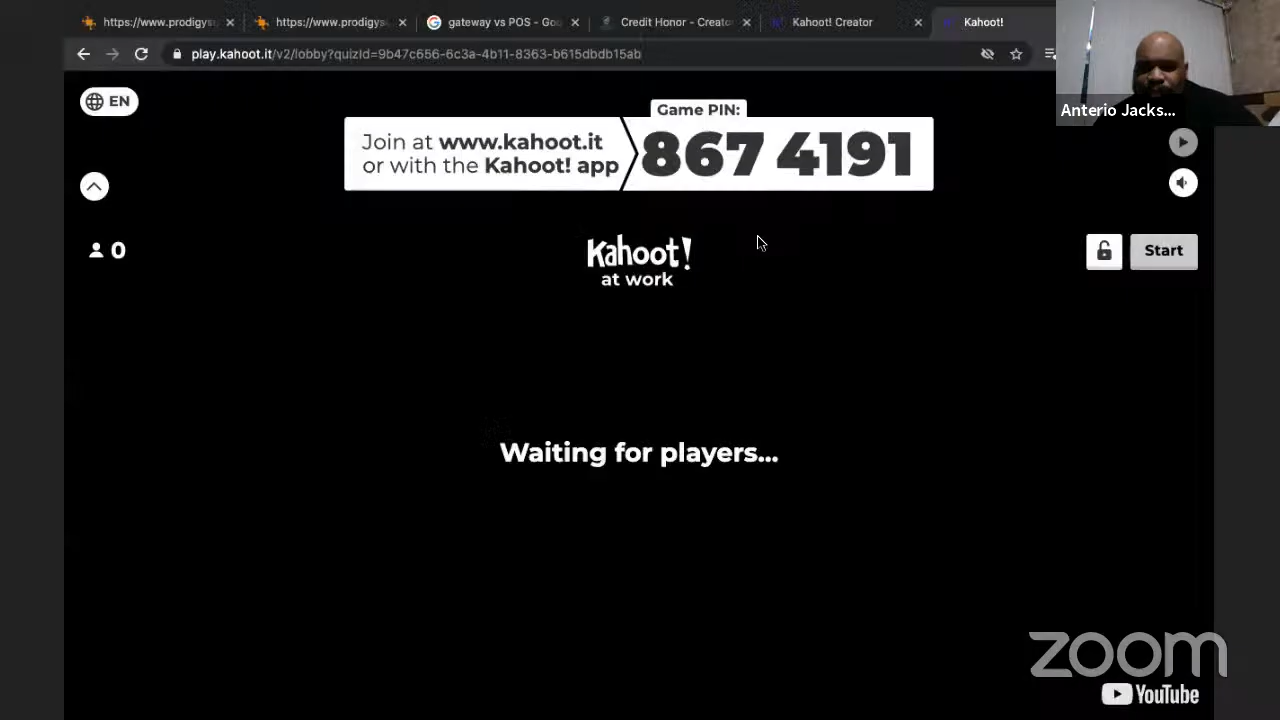 https://www.prodigys
https://www.prodigys
gateway vs POS - Goo
Credit Honor - Creato
Kahoot! Creator
Kahoot!
play.kahoot.it/v2/lobby?quizId=9b47c656-6c3a-4b11-8363-b615dbdb15ab
Anterio Jacks...
EN
Game PIN:
Join at www.kahoot.it
or with the Kahoot! app
867 4191
0
Kahoot!
at work
Start
Waiting for players...
zoom
YouTube